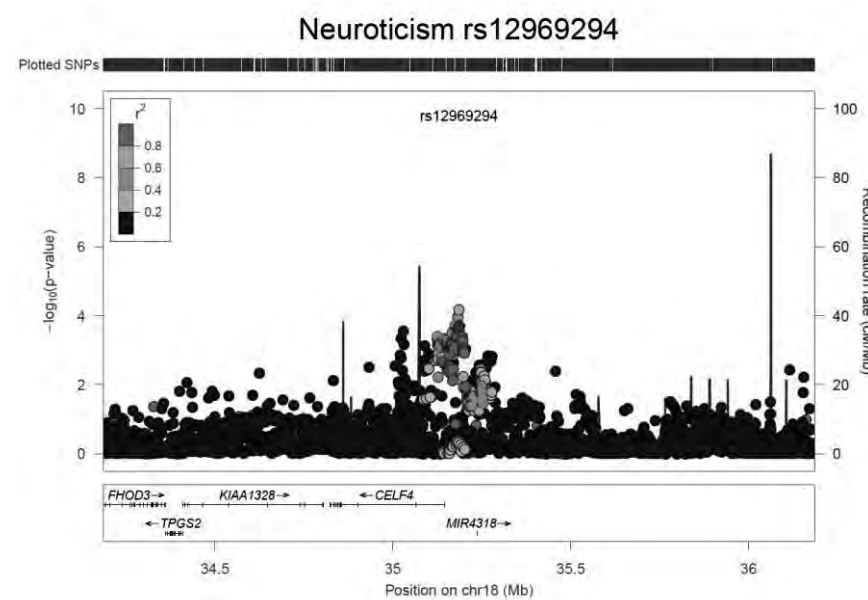 Neuroticism rs12969294
Plotted SNPs
rs12969294
r²
0.8
0.6
0.4
0.2
10
8
6
4
2
0
−log₁₀(p−value)
100
80
60
40
20
0
Recombination rate (cM/Mb)
FHOD3→
KIAA1328→
←CELF4
←TPGS2
MIR4318→
34.5
35
35.5
36
Position on chr18 (Mb)